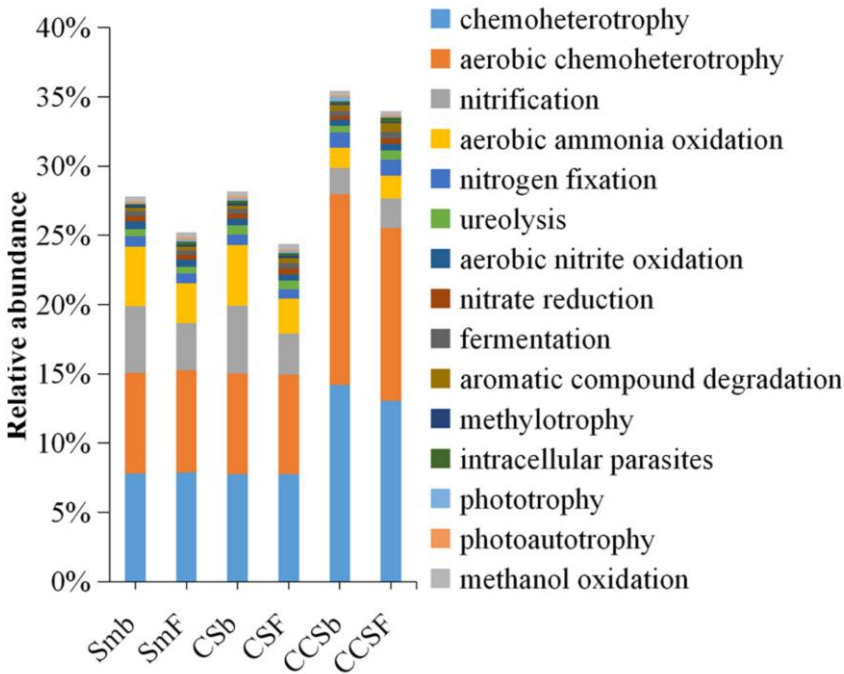 40%
35%
30%
25%
20%
15%
10%
5%
0%
Relative abundance
Smb
SmF
CSb
CSF
CCSb
CCSF
chemoheterotrophy
aerobic chemoheterotrophy
nitrification
aerobic ammonia oxidation
nitrogen fixation
ureolysis
aerobic nitrite oxidation
nitrate reduction
fermentation
aromatic compound degradation
methylotrophy
intracellular parasites
phototrophy
photoautotrophy
methanol oxidation